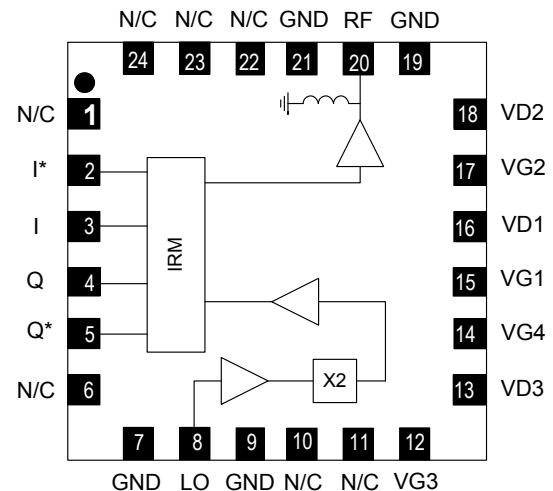 N/C N/C N/C GND RF GND
24 23 22 21 20 19
N/C 1
I* 2
I 3
Q 4
Q* 5
N/C 6
18 VD2
17 VG2
16 VD1
15 VG1
14 VG4
13 VD3
IRM
X2
7 8 9 10 11 12
GND LO GND N/C N/C VG3